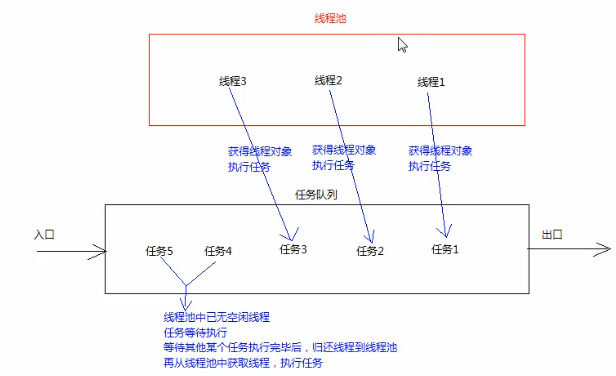 线程池
线程3
线程2
线程1
获得线程对象
执行任务
获得线程对象
执行任务
获得线程对象
执行任务
任务队列
入口
出口
任务5
任务4
任务3
任务2
任务1
线程池中已无空闲线程
任务等待执行
等待其他某个任务执行完毕后，归还线程到线程池
再从线程池中获取线程，执行任务